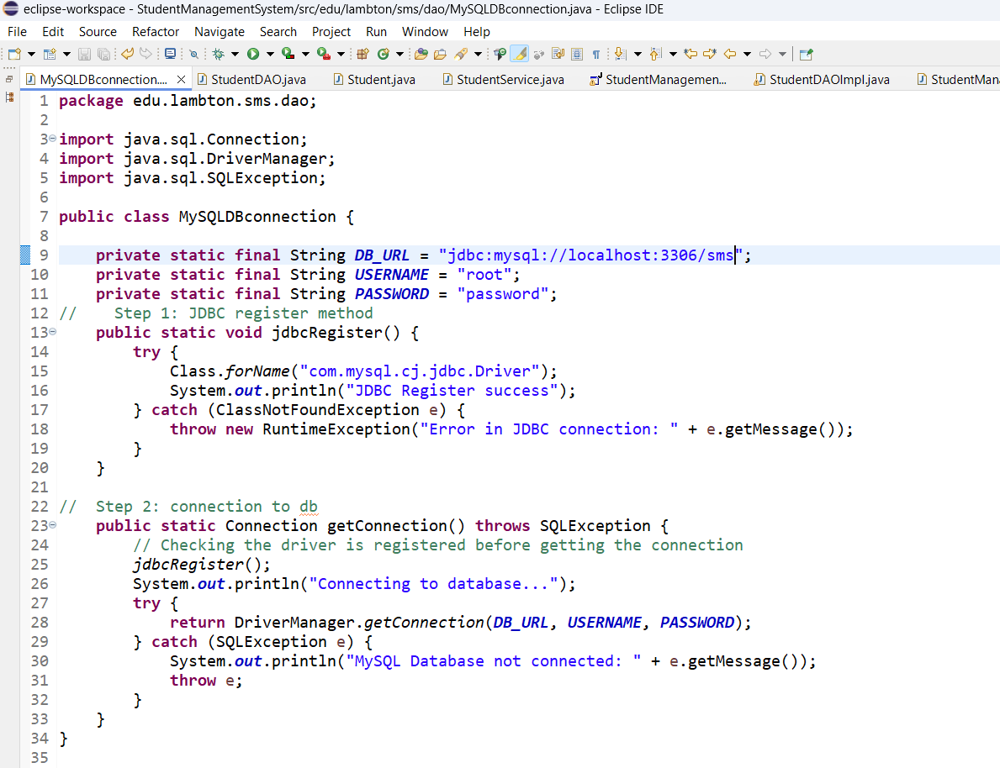 eclipse-workspace - StudentManagementSystem/src/edu/lambton/sms/dao/MySQLDBconnection.java - Eclipse IDE
File Edit Source Refactor Navigate Search Project Run Window Help
MySQLDBconnection.... StudentDAO.java Student.java StudentService.java StudentManagemen... StudentDAOImpl.java StudentMan
1 package edu.lambton.sms.dao;
2
3 import java.sql.Connection;
4 import java.sql.DriverManager;
5 import java.sql.SQLException;
6
7 public class MySQLDBconnection {
8
9     private static final String DB_URL = "jdbc:mysql://localhost:3306/sms";
10     private static final String USERNAME = "root";
11     private static final String PASSWORD = "password";
12 //    Step 1: JDBC register method
13     public static void jdbcRegister() {
14         try {
15             Class.forName("com.mysql.cj.jdbc.Driver");
16             System.out.println("JDBC Register success");
17         } catch (ClassNotFoundException e) {
18             throw new RuntimeException("Error in JDBC connection: " + e.getMessage());
19         }
20     }
21
22 //  Step 2: connection to db
23     public static Connection getConnection() throws SQLException {
24         // Checking the driver is registered before getting the connection
25         jdbcRegister();
26         System.out.println("Connecting to database...");
27         try {
28             return DriverManager.getConnection(DB_URL, USERNAME, PASSWORD);
29         } catch (SQLException e) {
30             System.out.println("MySQL Database not connected: " + e.getMessage());
31             throw e;
32         }
33     }
34 }
35